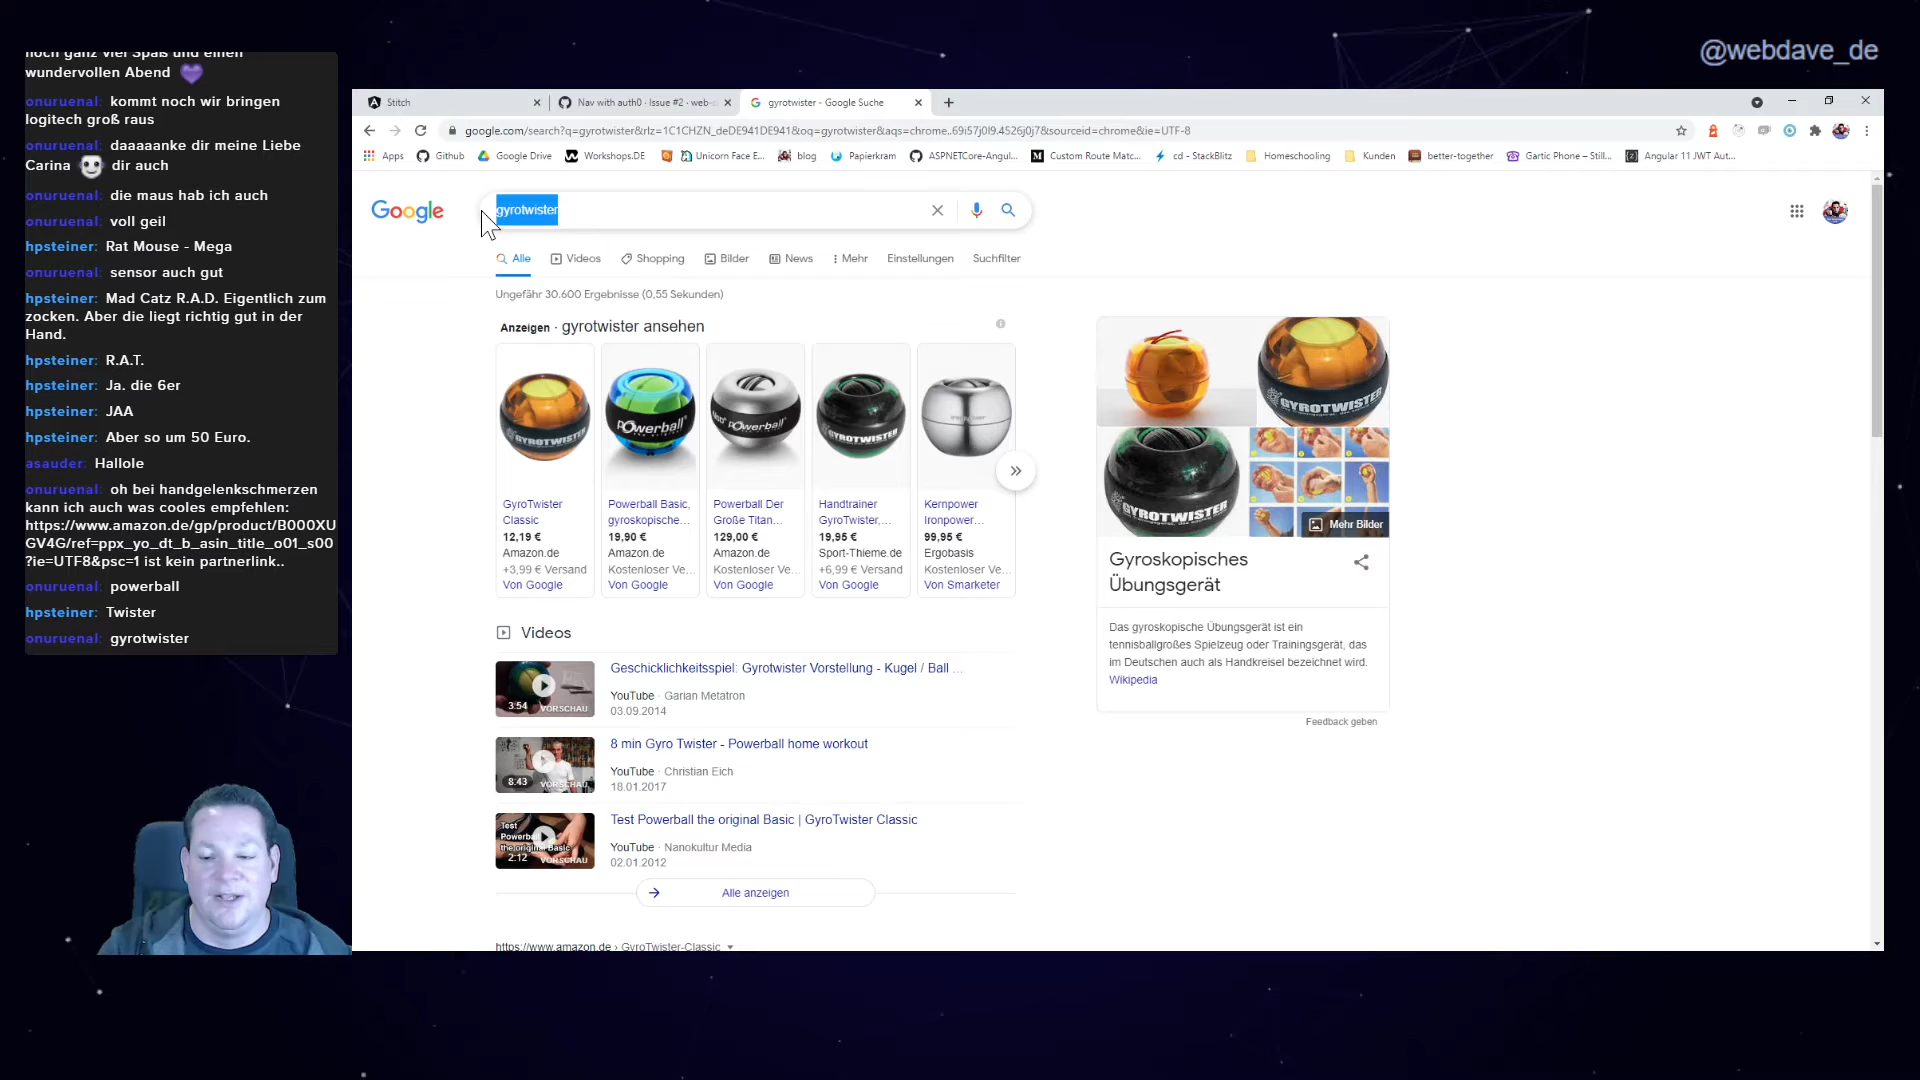 @webdave_de
noch ganz viel Spaß und einen
wundervollen Abend
onuruenal: kommt noch wir bringen
logitech groß raus
onuruenal: daaaaanke dir meine Liebe
Carina dir auch
onuruenal: die maus hab ich auch
onuruenal: voll geil
hpsteiner: Rat Mouse - Mega
onuruenal: sensor auch gut
hpsteiner: Mad Catz R.A.D. Eigentlich zum
zocken. Aber die liegt richtig gut in der
Hand.
hpsteiner: R.A.T.
hpsteiner: Ja. die 6er
hpsteiner: JAA
hpsteiner: Aber so um 50 Euro.
asauder: Hallole
onuruenal: oh bei handgelenkschmerzen
kann ich auch was cooles empfehlen:
https://www.amazon.de/gp/product/B000XU
GV4G/ref=ppx_yo_dt_b_asin_title_o01_s00
?ie=UTF8&psc=1 ist kein partnerlink..
onuruenal: powerball
hpsteiner: Twister
onuruenal: gyrotwister
Stitch
Nav with auth0 · Issue #2 · web-
gyrotwister - Google Suche
google.com/search?q=gyrotwister&rlz=1C1CHZN_deDE941DE941&oq=gyrotwister&aqs=chrome..69i57j0l9.4526j0j7&sourceid=chrome&ie=UTF-8
Apps
Github
Google Drive
Workshops.DE
Unicorn Face E...
blog
Papierkram
ASPNETCore-Angul...
Custom Route Matc...
cd - StackBlitz
Homeschooling
Kunden
better-together
Gartic Phone – Still...
Angular 11 JWT Aut...
Google
gyrotwister
Alle
Videos
Shopping
Bilder
News
Mehr
Einstellungen
Suchfilter
Ungefähr 30.600 Ergebnisse (0,55 Sekunden)
Anzeigen · gyrotwister ansehen
GyroTwister
Classic
12,19 €
Amazon.de
+3,99 € Versand
Von Google
Powerball Basic,
gyroskopische...
19,90 €
Amazon.de
Kostenloser Ve...
Von Google
Powerball Der
Große Titan...
129,00 €
Amazon.de
Kostenloser Ve...
Von Google
Handtrainer
GyroTwister,...
19,95 €
Sport-Thieme.de
+6,99 € Versand
Von Google
Kernpower
Ironpower...
99,95 €
Ergobasis
Kostenloser Ve...
Von Smarketer
GYROTWISTER
Powerball
Powerball
GYROTWISTER
Videos
3:54
VORSCHAU
Geschicklichkeitsspiel: Gyrotwister Vorstellung - Kugel / Ball ...
YouTube · Garian Metatron
03.09.2014
8:43
VORSCHAU
8 min Gyro Twister - Powerball home workout
YouTube · Christian Eich
18.01.2017
Test
Powerball
the original Basic
2:12
VORSCHAU
Test Powerball the original Basic | GyroTwister Classic
YouTube · Nanokultur Media
02.01.2012
Alle anzeigen
https://www.amazon.de › GyroTwister-Classic
GYROTWISTER
GYROTWISTER
Mehr Bilder
Gyroskopisches
Übungsgerät
Das gyroskopische Übungsgerät ist ein
tennisballgroßes Spielzeug oder Trainingsgerät, das
im Deutschen auch als Handkreisel bezeichnet wird.
Wikipedia
Feedback geben